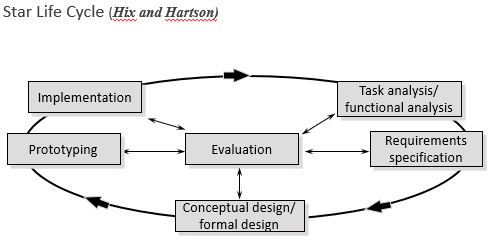 Star Life Cycle (Hix and Hartson)
Implementation
Task analysis/
functional analysis
Prototyping
Evaluation
Requirements
specification
Conceptual design/
formal design